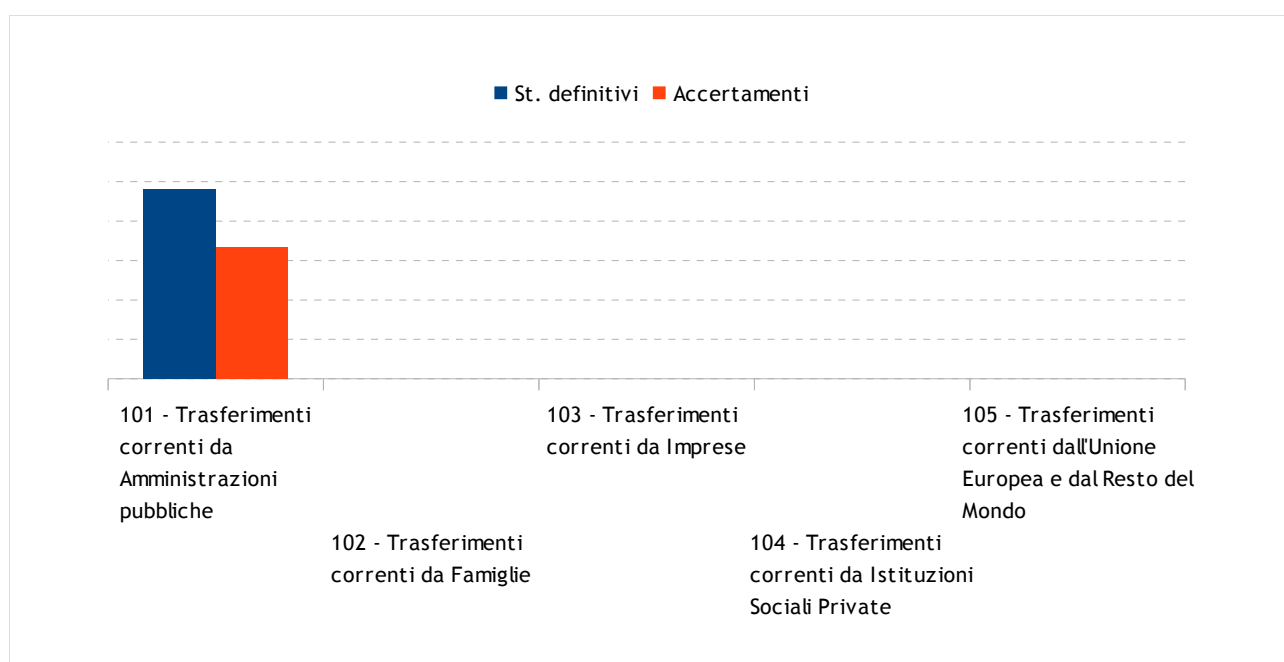 St. definitivi Accertamenti
101 - Trasferimenti
correnti da
Amministrazioni
pubbliche
102 - Trasferimenti
correnti da Famiglie
103 - Trasferimenti
correnti da Imprese
104 - Trasferimenti
correnti da Istituzioni
Sociali Private
105 - Trasferimenti
correnti dall'Unione
Europea e dal Resto del
Mondo